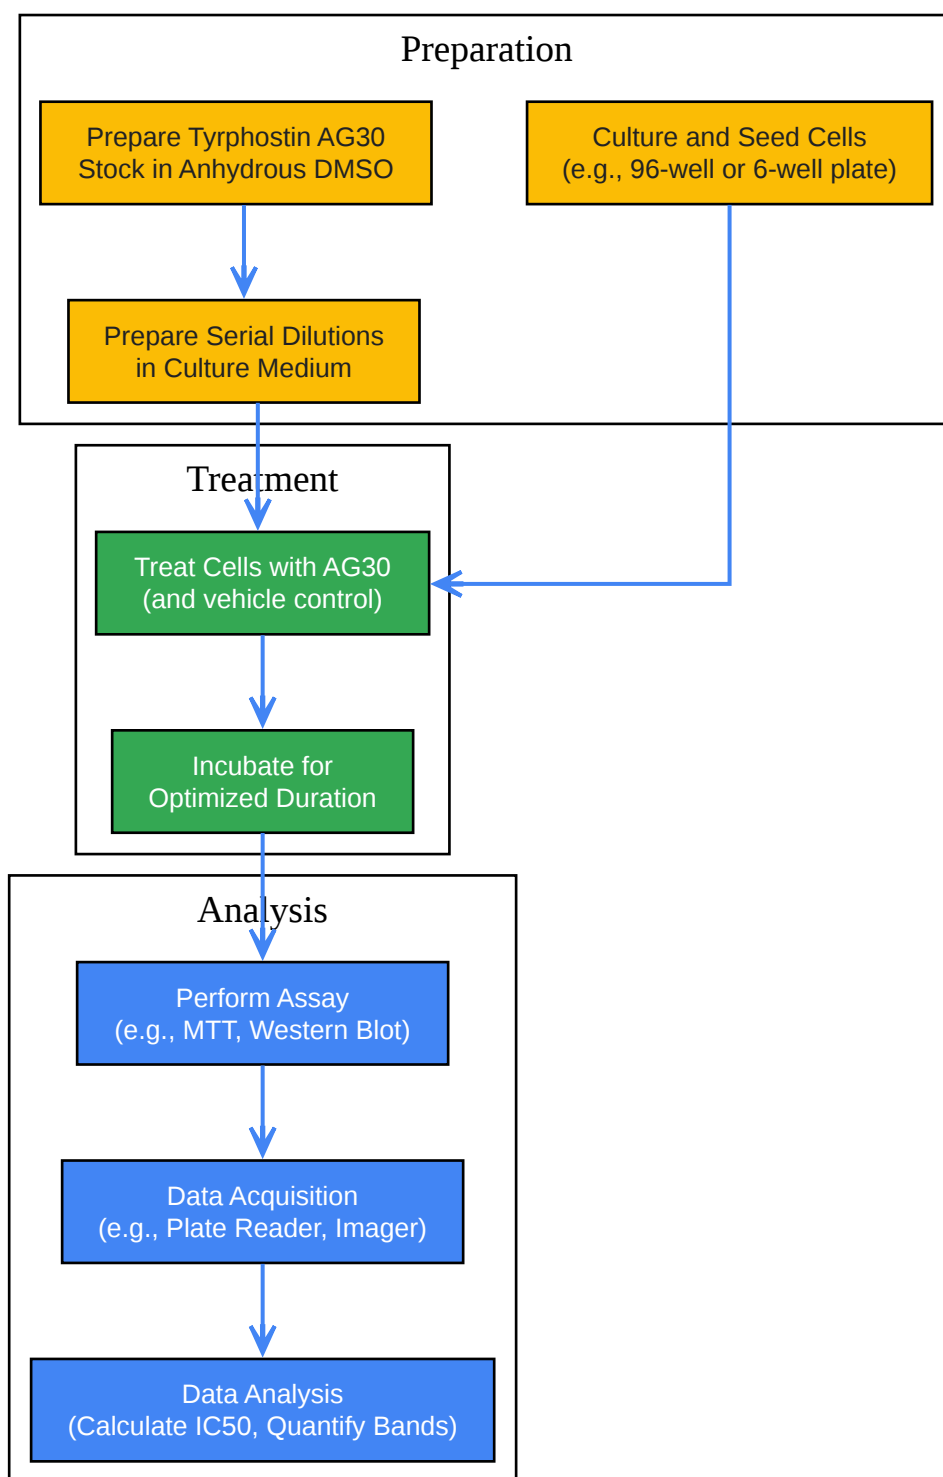 Preparation
Prepare Tyrphostin AG30
Stock in Anhydrous DMSO
Culture and Seed Cells
(e.g., 96-well or 6-well plate)
Prepare Serial Dilutions
in Culture Medium
Treatment
Treat Cells with AG30
(and vehicle control)
Incubate for
Optimized Duration
Analysis
Perform Assay
(e.g., MTT, Western Blot)
Data Acquisition
(e.g., Plate Reader, Imager)
Data Analysis
(Calculate IC50, Quantify Bands)